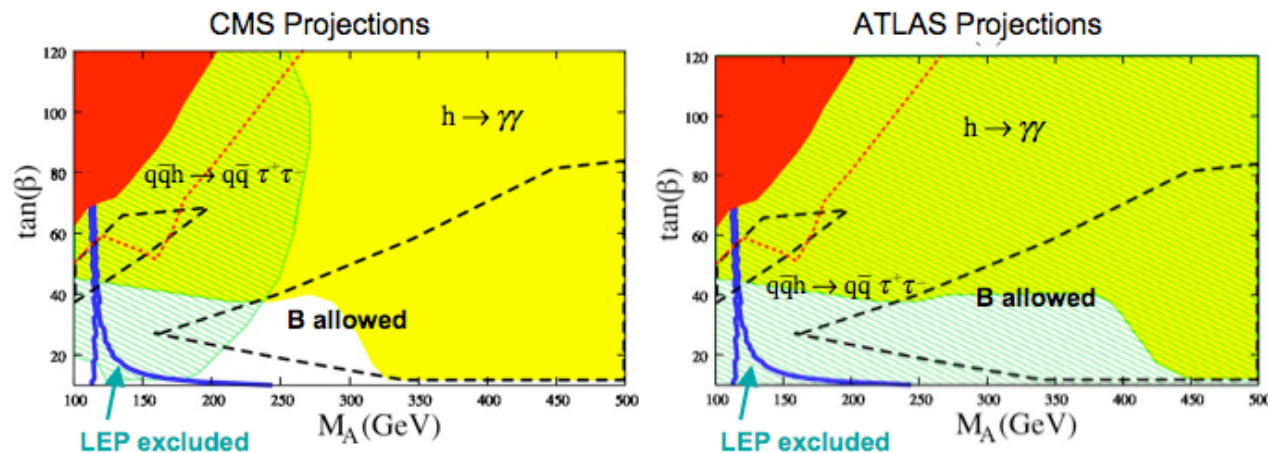 CMS Projections
120
100
80
60
40
20
tan(β)
h → γγ
qq̄h → qq̄ τ⁺τ⁻
B allowed
100 150 200 250 300 350 400 450 500
M_A(GeV)
LEP excluded
ATLAS Projections
120
100
80
60
40
20
tan(β)
h → γγ
qq̄h → qq̄ τ⁺τ⁻
B allowed
100 150 200 250 300 350 400 450 500
M_A(GeV)
LEP excluded